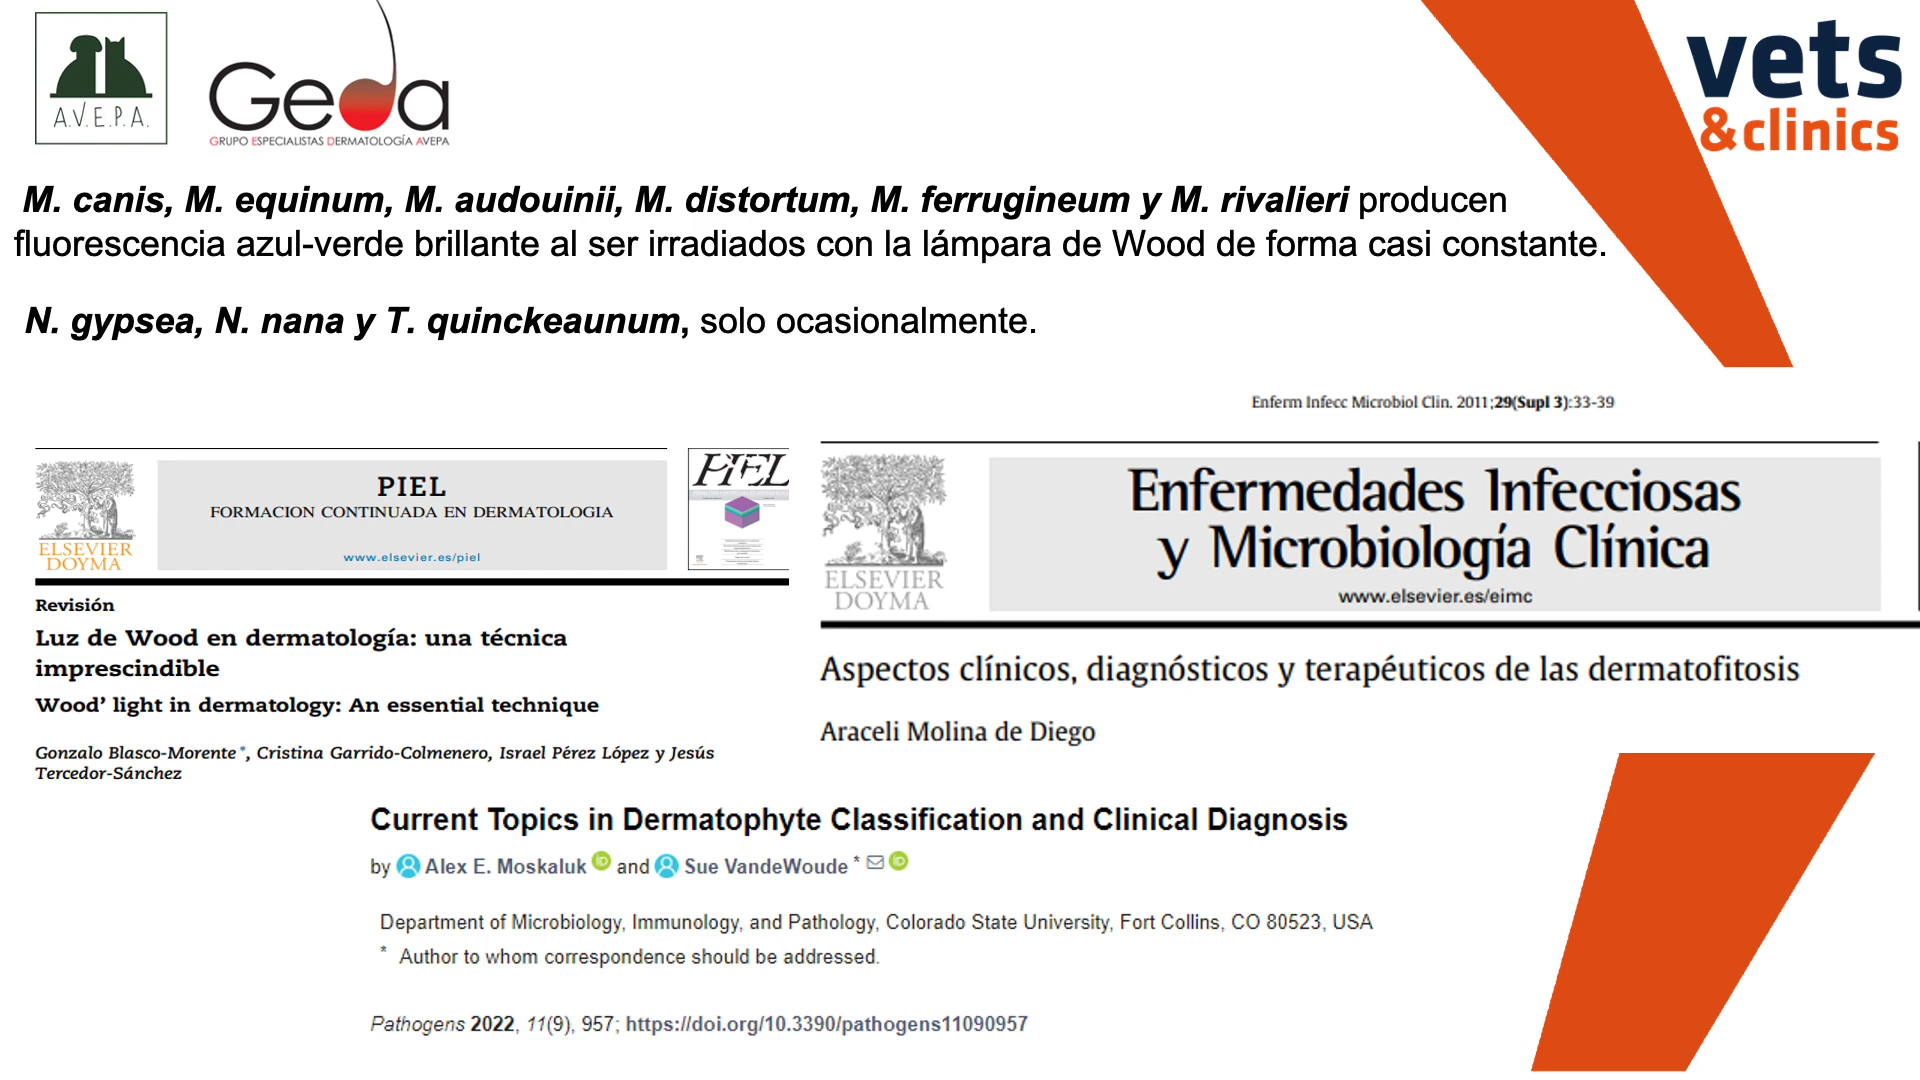 A.V.E.P.A.
Geda
GRUPO ESPECIALISTAS DERMATOLOGÍA AVEPA
vets
&clinics
M. canis, M. equinum, M. audouinii, M. distortum, M. ferrugineum y M. rivalieri producen
fluorescencia azul-verde brillante al ser irradiados con la lámpara de Wood de forma casi constante.
N. gypsea, N. nana y T. quinckeaunum, solo ocasionalmente.
Enferm Infecc Microbiol Clin. 2011;29(Supl 3):33-39
ELSEVIER
DOYMA
PIEL
FORMACION CONTINUADA EN DERMATOLOGIA
www.elsevier.es/piel
PIEL
Revisión
Luz de Wood en dermatología: una técnica
imprescindible
Wood' light in dermatology: An essential technique
Gonzalo Blasco-Morente*, Cristina Garrido-Colmenero, Israel Pérez López y Jesús
Tercedor-Sánchez
ELSEVIER
DOYMA
Enfermedades Infecciosas
y Microbiología Clínica
www.elsevier.es/eimc
Aspectos clínicos, diagnósticos y terapéuticos de las dermatofitosis
Araceli Molina de Diego
Current Topics in Dermatophyte Classification and Clinical Diagnosis
by Alex E. Moskaluk iD and Sue VandeWoude * iD
Department of Microbiology, Immunology, and Pathology, Colorado State University, Fort Collins, CO 80523, USA
* Author to whom correspondence should be addressed.
Pathogens 2022, 11(9), 957; https://doi.org/10.3390/pathogens11090957